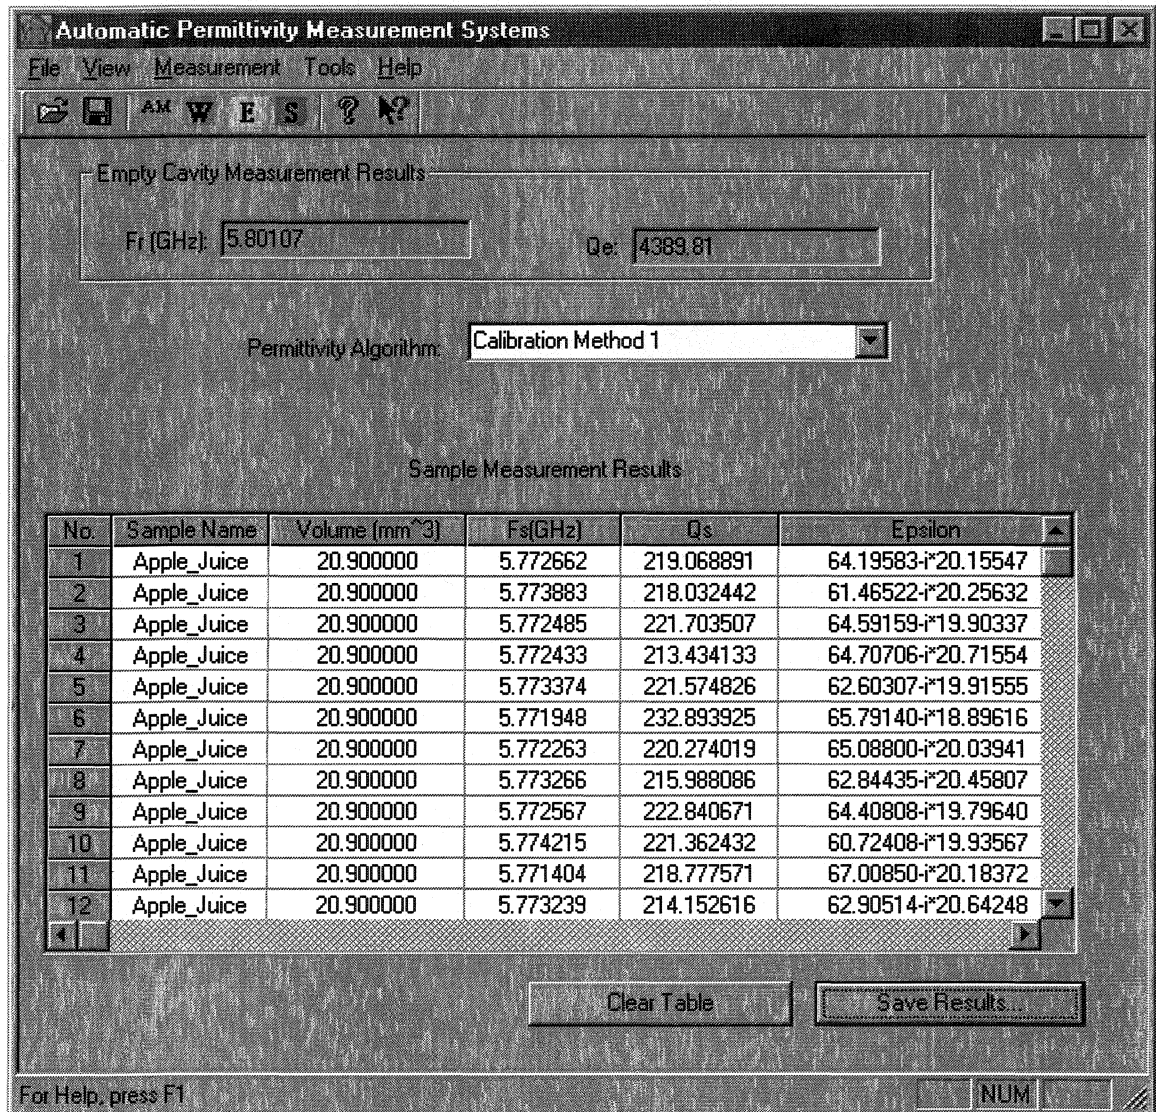 Automatic Permittivity Measurement Systems
File View Measurement Tools Help
AM W E S ? ?
Empty Cavity Measurement Results
Fr (GHz): 5.80107 Qe: 4389.81
Permittivity Algorithm: Calibration Method 1
Sample Measurement Results
No. Sample Name Volume (mm^3) Fs(GHz) Qs Epsilon
1 Apple_Juice 20.900000 5.772662 219.068891 64.19583-i*20.15547
2 Apple_Juice 20.900000 5.773883 218.032442 61.46522-i*20.25632
3 Apple_Juice 20.900000 5.772485 221.703507 64.59159-i*19.90337
4 Apple_Juice 20.900000 5.772433 213.434133 64.70706-i*20.71554
5 Apple_Juice 20.900000 5.773374 221.574826 62.60307-i*19.91555
6 Apple_Juice 20.900000 5.771948 232.893925 65.79140-i*18.89616
7 Apple_Juice 20.900000 5.772263 220.274019 65.08800-i*20.03941
8 Apple_Juice 20.900000 5.773266 215.988086 62.84435-i*20.45807
9 Apple_Juice 20.900000 5.772567 222.840671 64.40808-i*19.79640
10 Apple_Juice 20.900000 5.774215 221.362432 60.72408-i*19.93567
11 Apple_Juice 20.900000 5.771404 218.777571 67.00850-i*20.18372
12 Apple_Juice 20.900000 5.773239 214.152616 62.90514-i*20.64248
Clear Table Save Results...
For Help, press F1 NUM